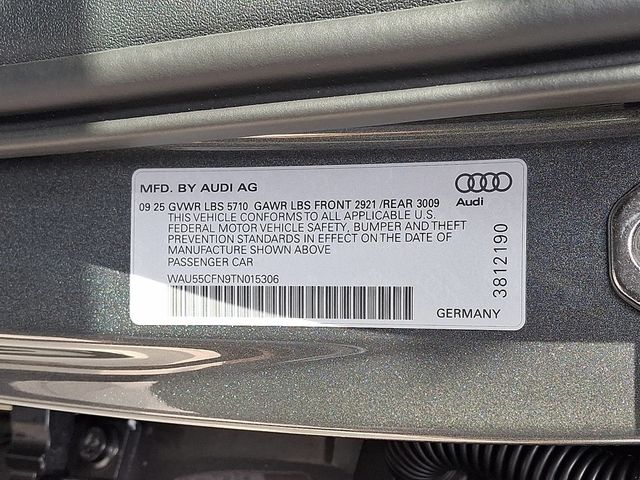 MFD. BY AUDI AG
09 25 GVWR LBS 5710 GAWR LBS FRONT 2921 /REAR 3009
THIS VEHICLE CONFORMS TO ALL APPLICABLE U.S.
FEDERAL MOTOR VEHICLE SAFETY, BUMPER AND THEFT
PREVENTION STANDARDS IN EFFECT ON THE DATE OF
MANUFACTURE SHOWN ABOVE
PASSENGER CAR
WAU55CFN9TN015306
Audi
3812190
GERMANY